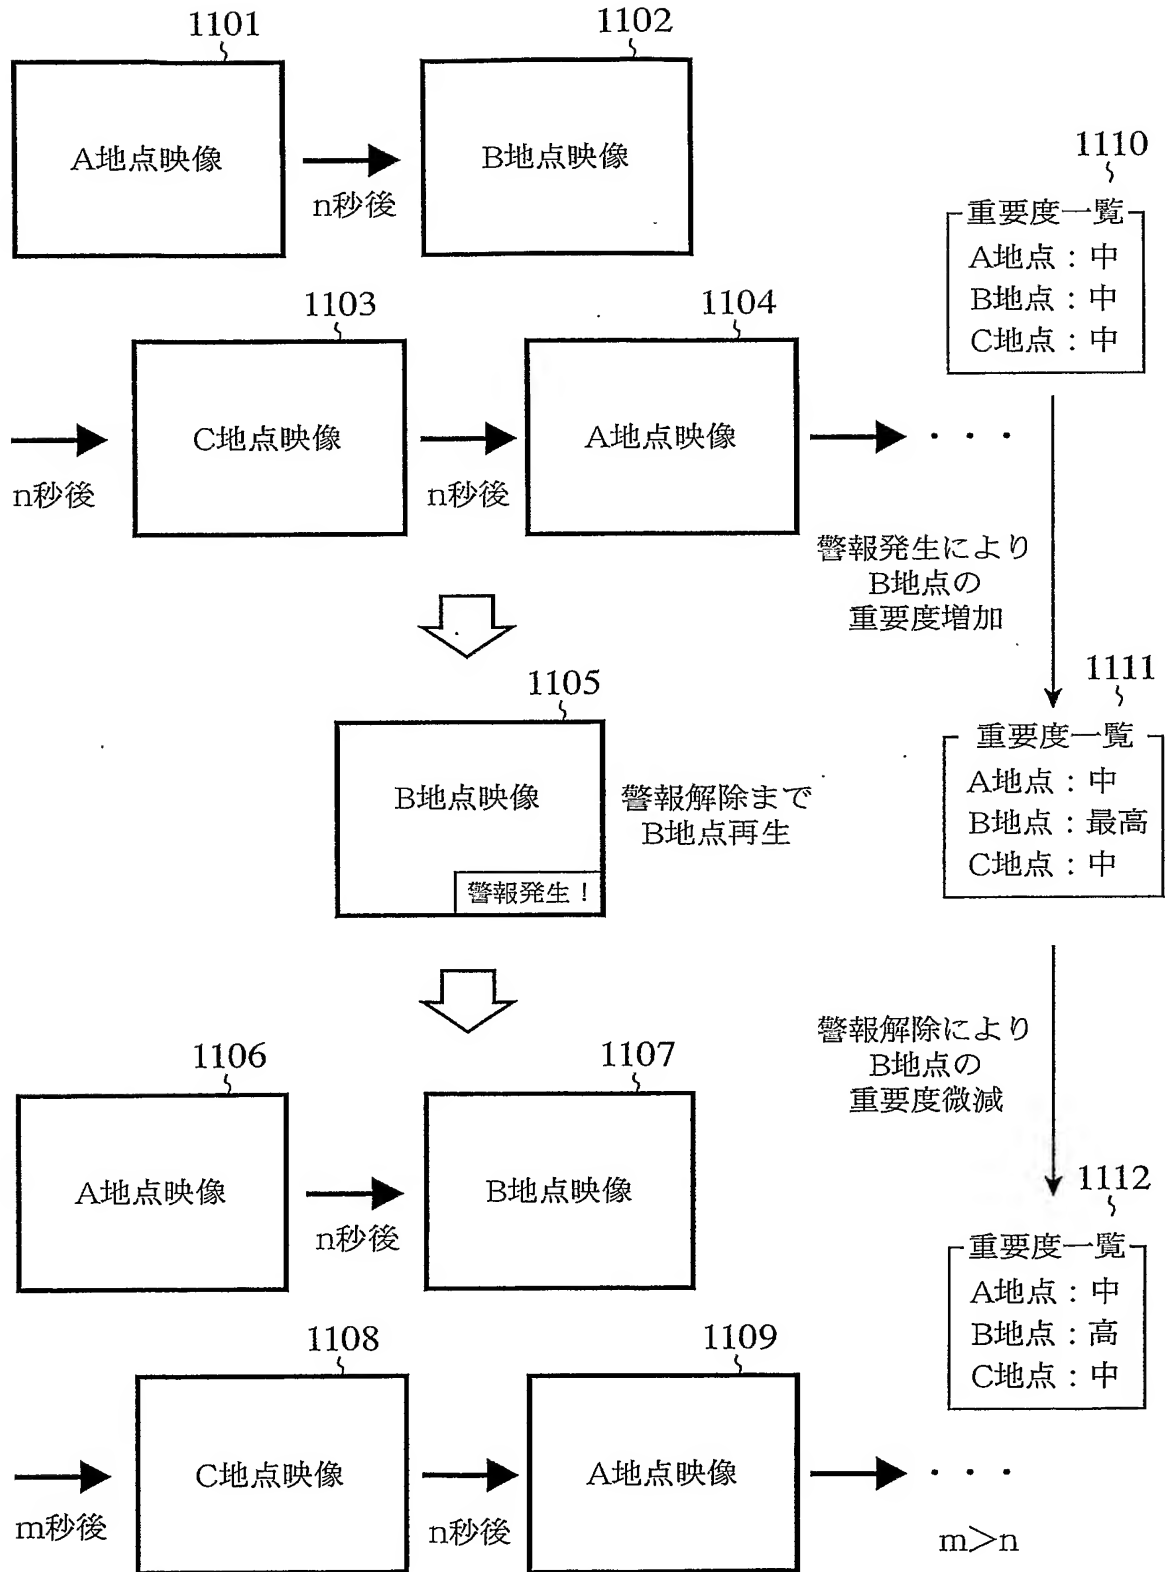 1101
1102
A地点映像
n秒後
B地点映像
1110
重要度一覧
A地点：中
B地点：中
C地点：中
1103
1104
n秒後
C地点映像
n秒後
A地点映像
・・・
警報発生により
B地点の
重要度増加
1105
B地点映像
警報発生！
警報解除まで
B地点再生
1111
重要度一覧
A地点：中
B地点：最高
C地点：中
警報解除により
B地点の
重要度微減
1106
1107
A地点映像
n秒後
B地点映像
1112
重要度一覧
A地点：中
B地点：高
C地点：中
1108
1109
m秒後
C地点映像
n秒後
A地点映像
・・・
m＞n